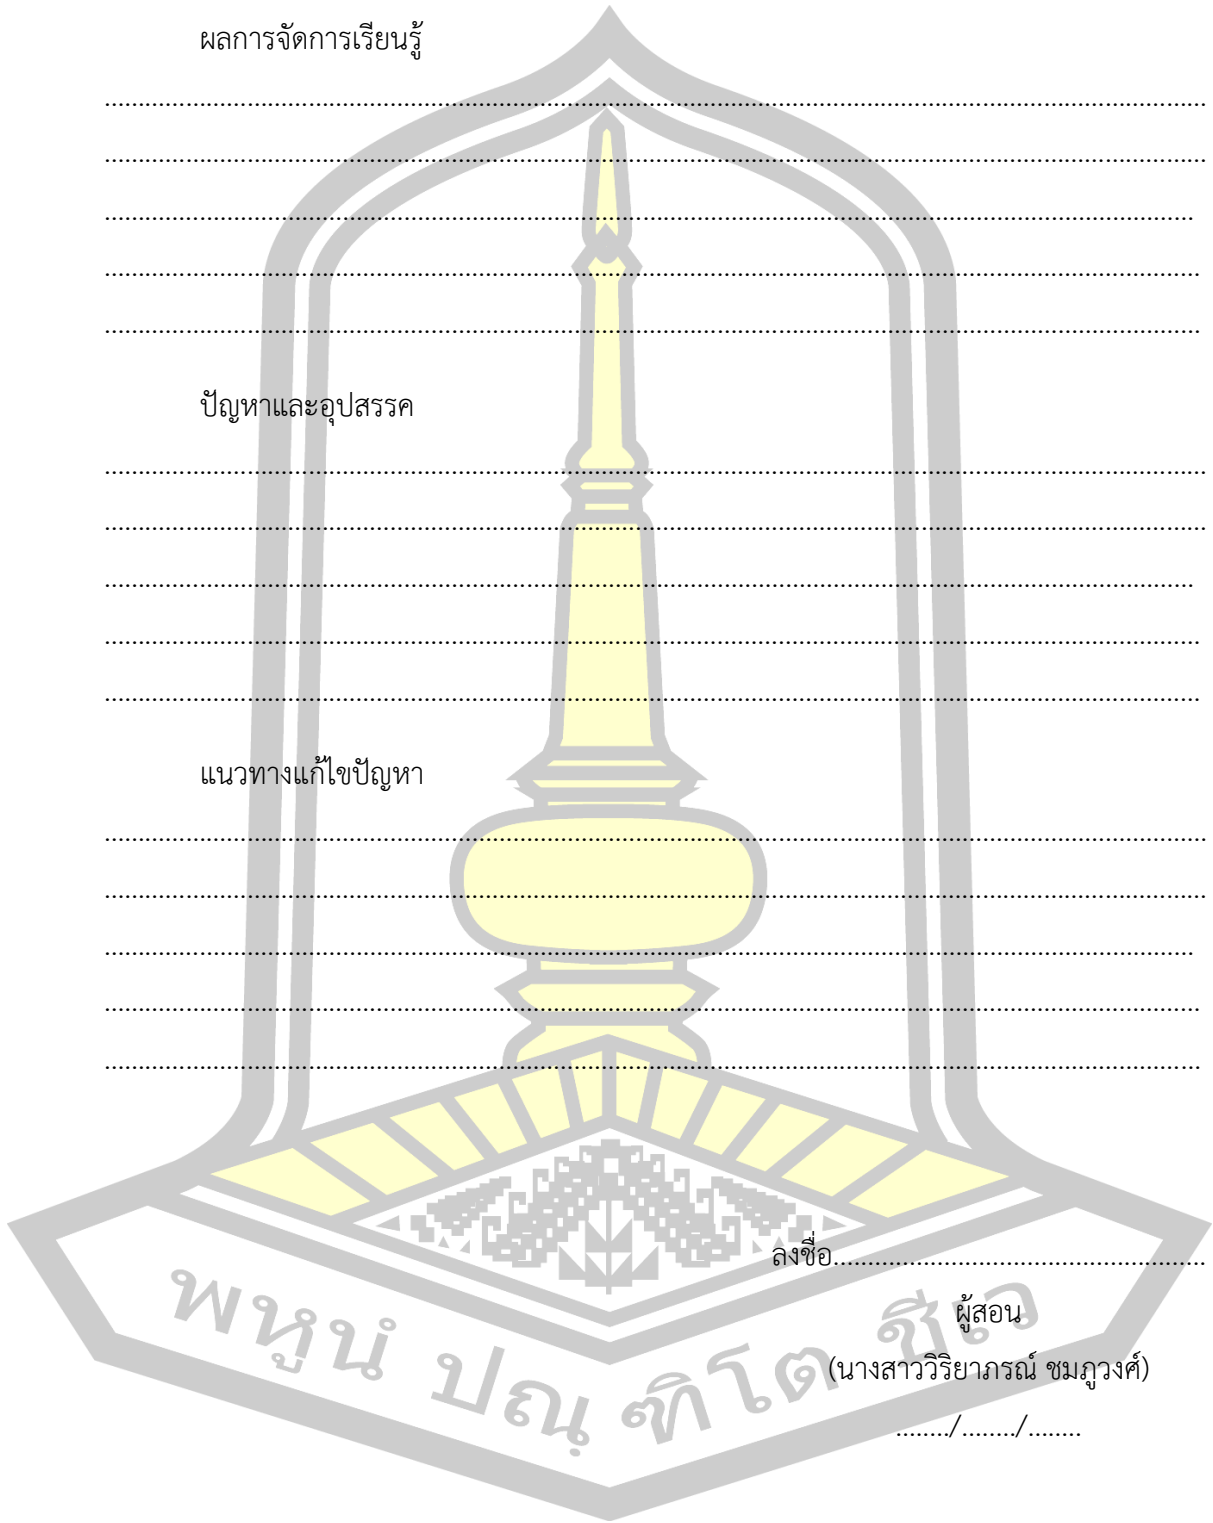 ผลการจัดการเรียนรู้
....................................................................................................................................................................
....................................................................................................................................................................
..................................................................................................................................................................
...................................................................................................................................................................
...................................................................................................................................................................
ปัญหาและอุปสรรค
....................................................................................................................................................................
....................................................................................................................................................................
..................................................................................................................................................................
...................................................................................................................................................................
...................................................................................................................................................................
แนวทางแก้ไขปัญหา
....................................................................................................................................................................
....................................................................................................................................................................
..................................................................................................................................................................
...................................................................................................................................................................
...................................................................................................................................................................
ลงชื่อ.....................................................
ผู้สอน
(นางสาววิริยาภรณ์ ชมภูวงศ์)
......../......../........
พหูนํ ปณฺฑิโต ชีเว